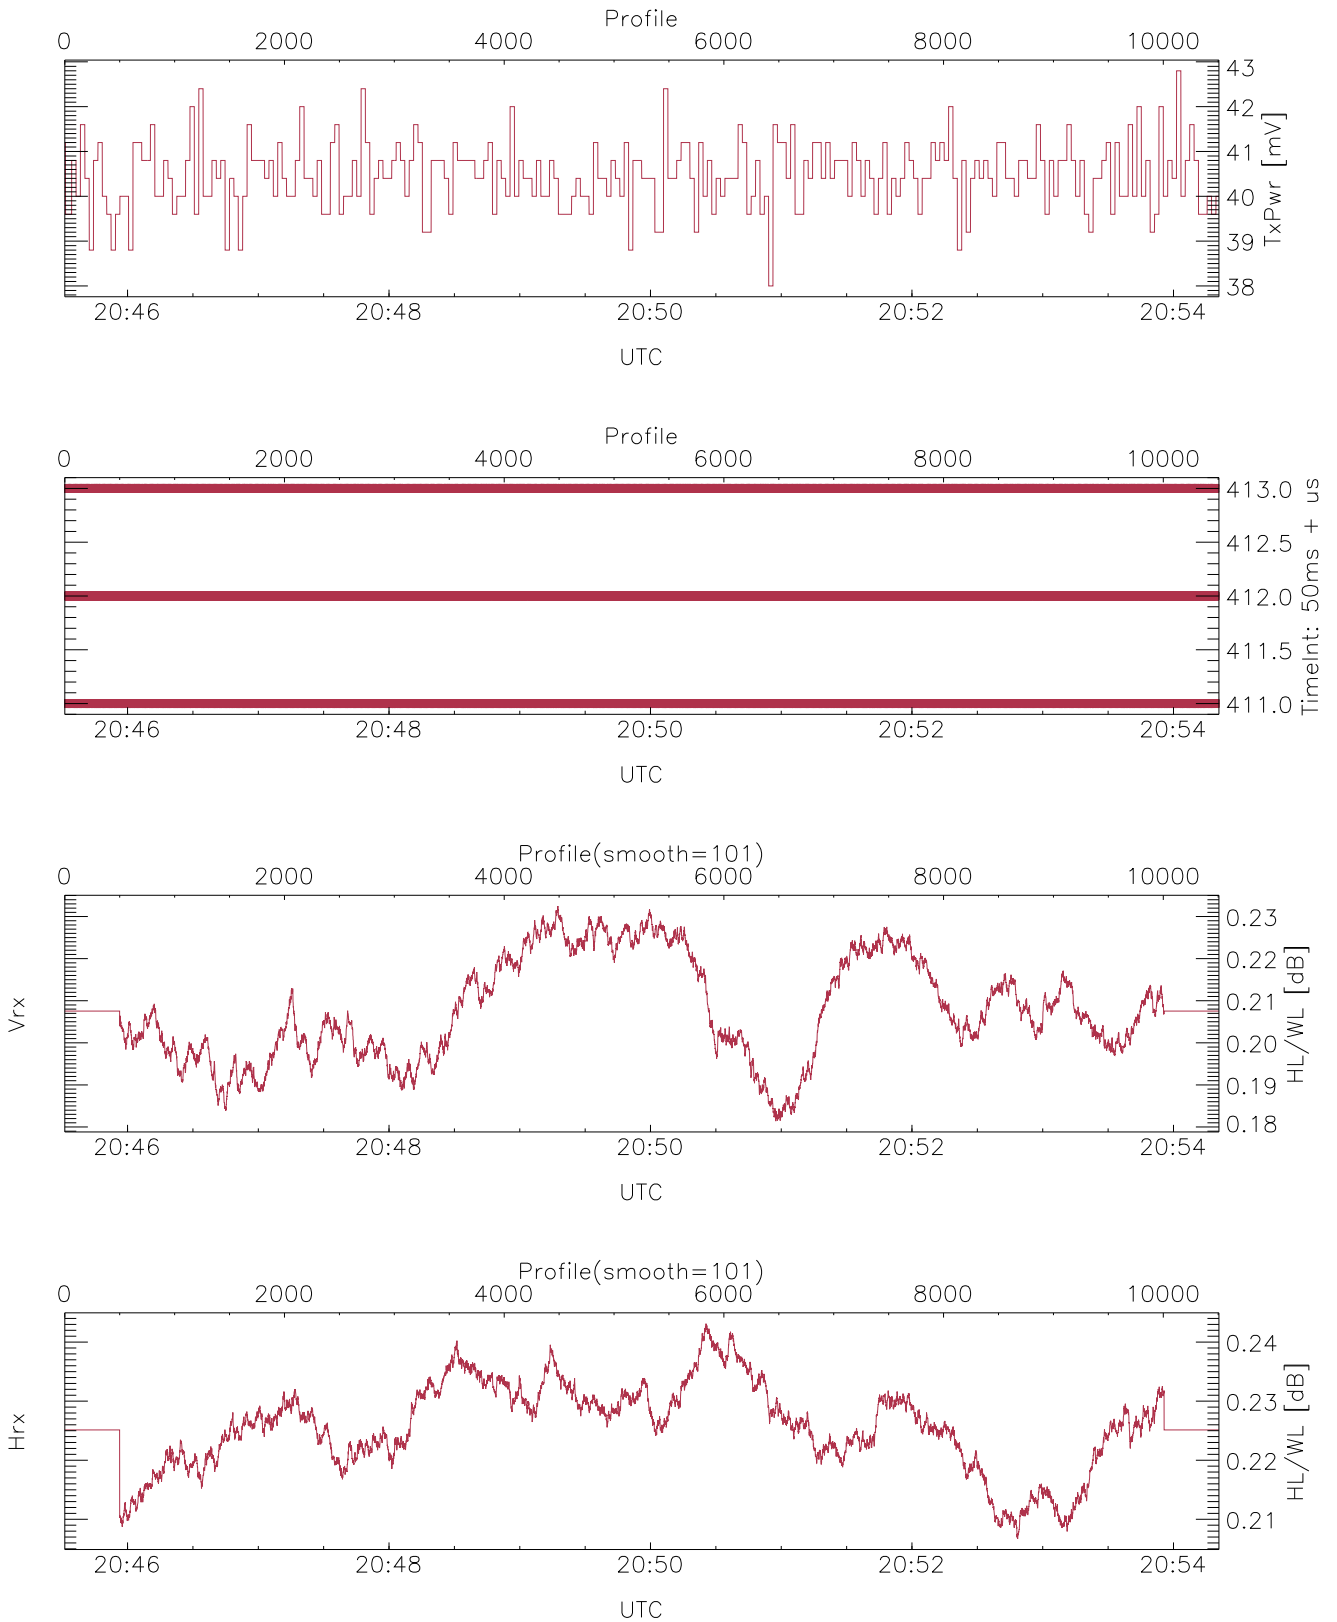 Profile
0 2000 4000 6000 8000 10000
43
42
41
40
39
38
TxPwr [mV]
20:46 20:48 20:50 20:52 20:54
UTC
Profile
0 2000 4000 6000 8000 10000
413.0
412.5
412.0
411.5
411.0
TimeInt: 50ms + us
20:46 20:48 20:50 20:52 20:54
UTC
Profile(smooth=101)
0 2000 4000 6000 8000 10000
Vrx
0.23
0.22
0.21
0.20
0.19
0.18
HL/WL [dB]
20:46 20:48 20:50 20:52 20:54
UTC
Profile(smooth=101)
0 2000 4000 6000 8000 10000
Hrx
0.24
0.23
0.22
0.21
HL/WL [dB]
20:46 20:48 20:50 20:52 20:54
UTC